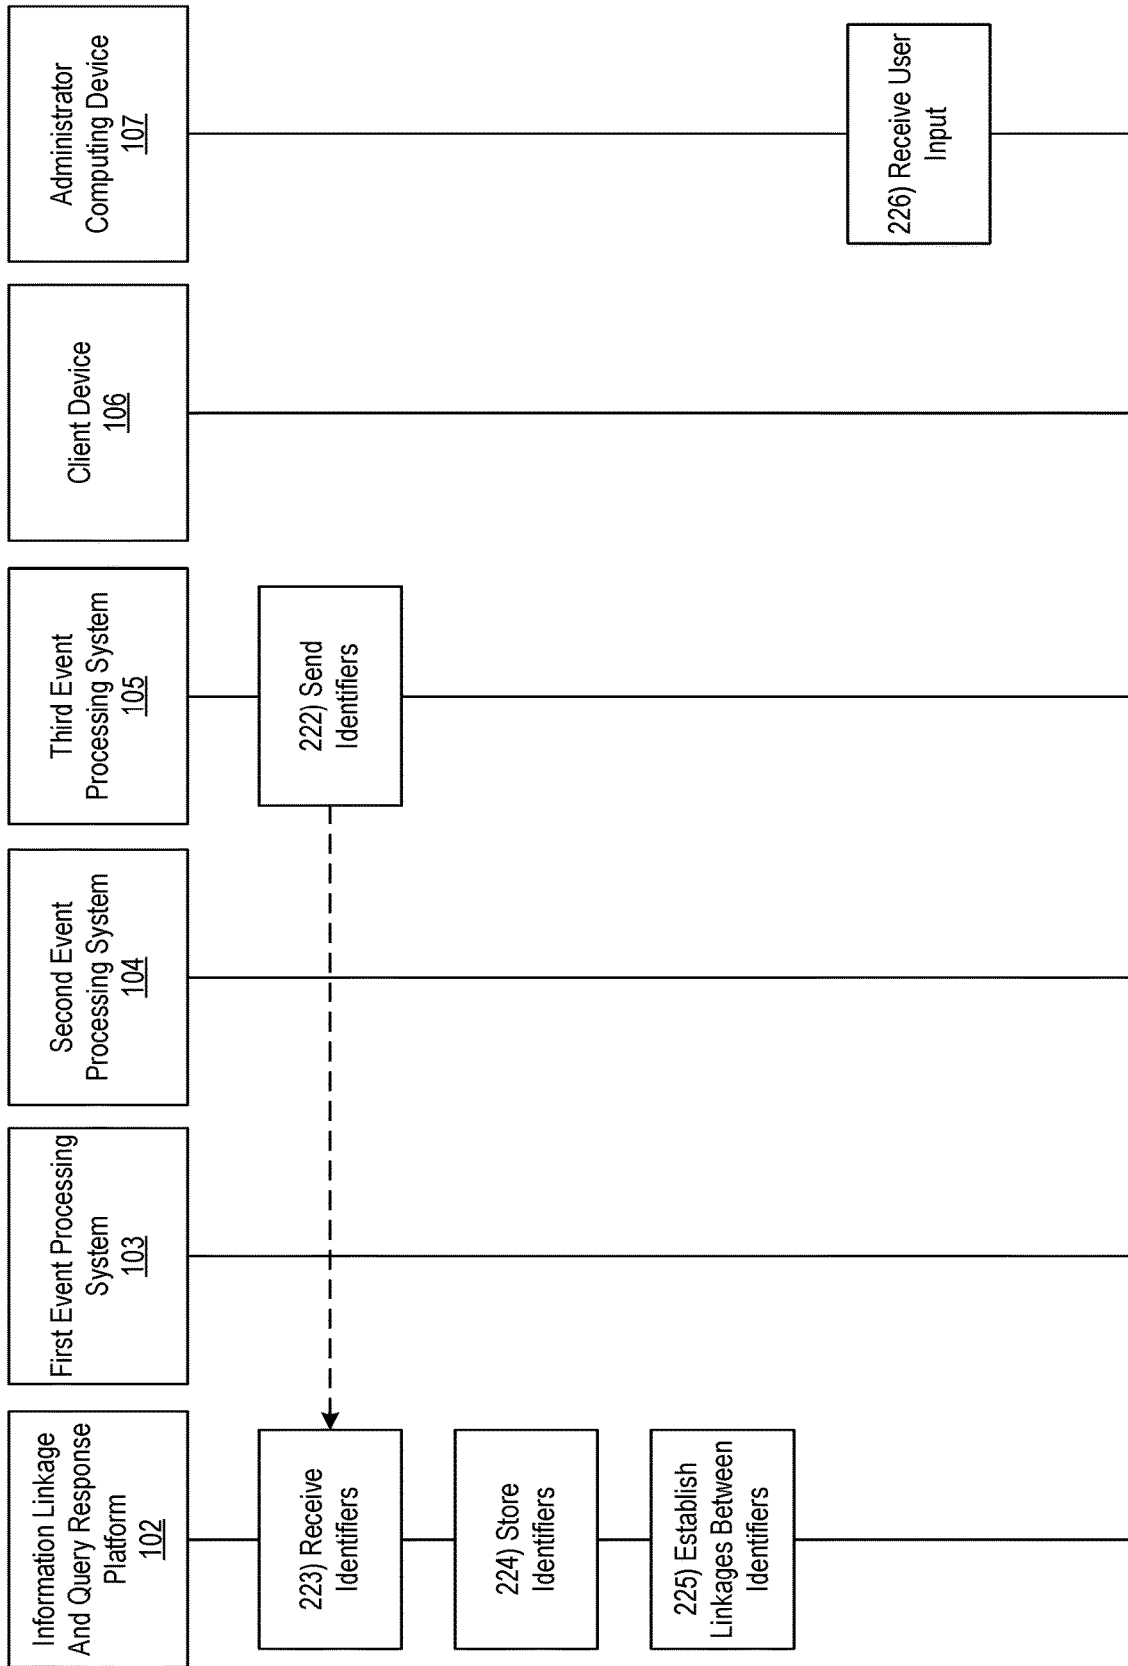 Information Linkage
And Query Response
Platform
102
First Event Processing
System
103
Second Event
Processing System
104
Third Event
Processing System
105
Client Device
106
Administrator
Computing Device
107
222) Send
Identifiers
223) Receive
Identifiers
224) Store
Identifiers
225) Establish
Linkages Between
Identifiers
226) Receive User
Input